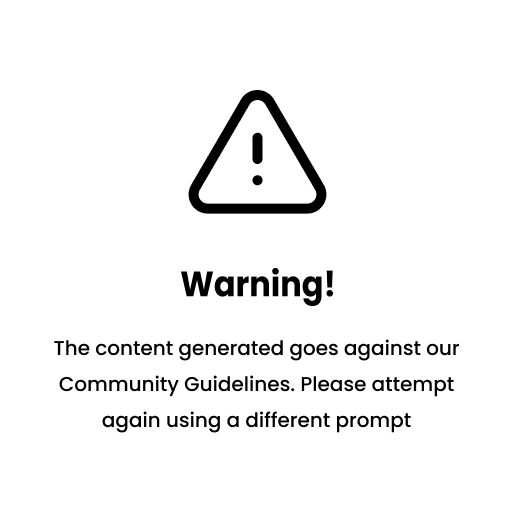 Warning!
The content generated goes against our
Community Guidelines. Please attempt
again using a different prompt